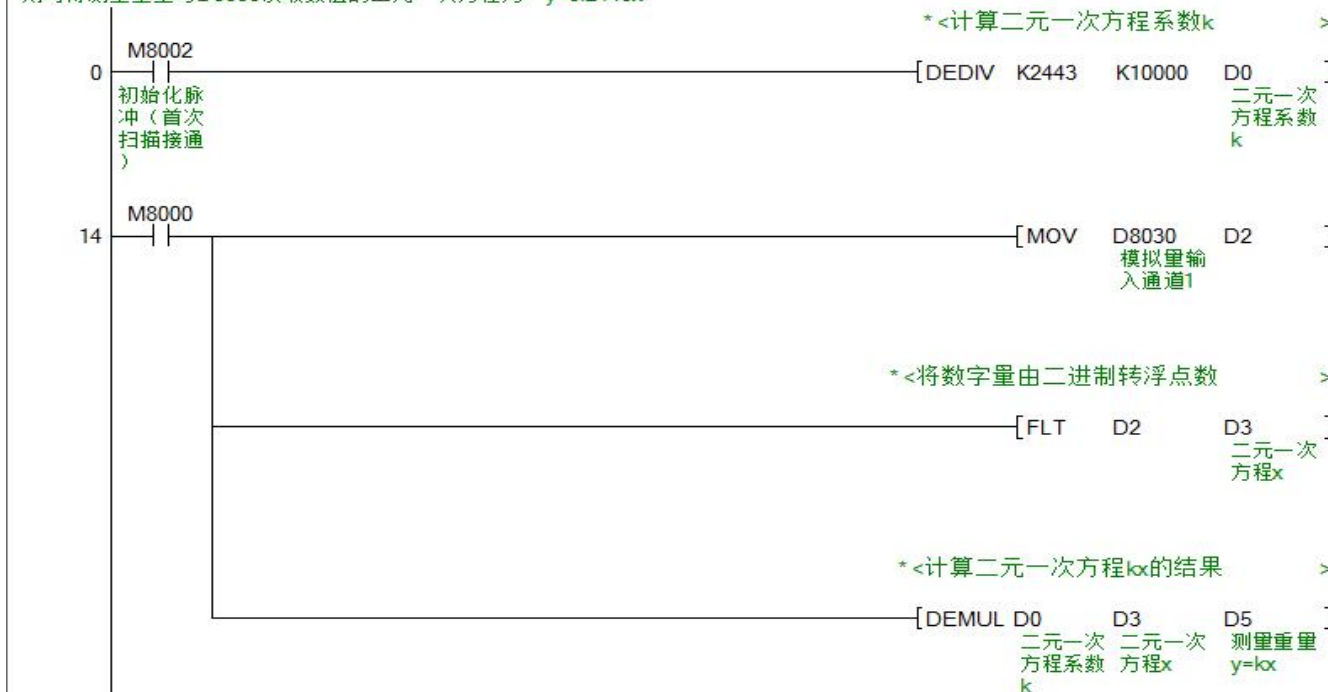 *<计算二元一次方程系数k >
M8002
0 [DEDIV K2443 K10000 D0 ]
初始化脉
冲（首次
扫描接通
）
二元一次
方程系数
k
M8000
14 [MOV D8030 D2 ]
模拟量输
入通道1
*<将数字量由二进制转浮点数 >
[FLT D2 D3 ]
二元一次
方程x
*<计算二元一次方程kx的结果 >
[DEMUL D0 D3 D5 ]
二元一次
方程系数
k
二元一次
方程x
测量重量
y=kx